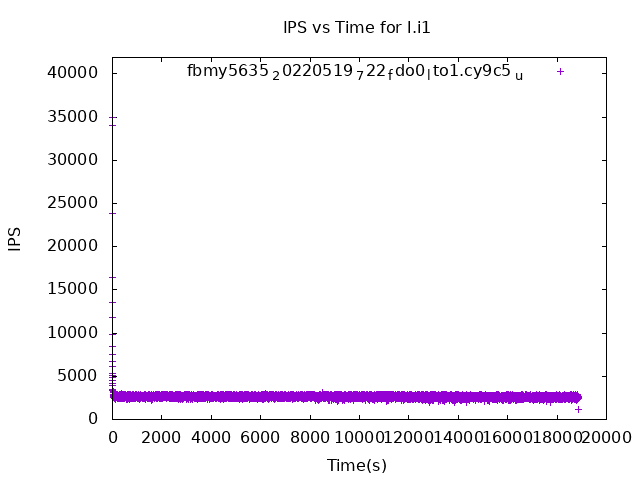 IPS vs Time for I.i1
fbmy5635₂0220519₇22_fdo0_lto1.cy9c5_u
40000
35000
30000
25000
20000
15000
10000
5000
0
IPS
0 2000 4000 6000 8000 10000 12000 14000 16000 18000 20000
Time(s)